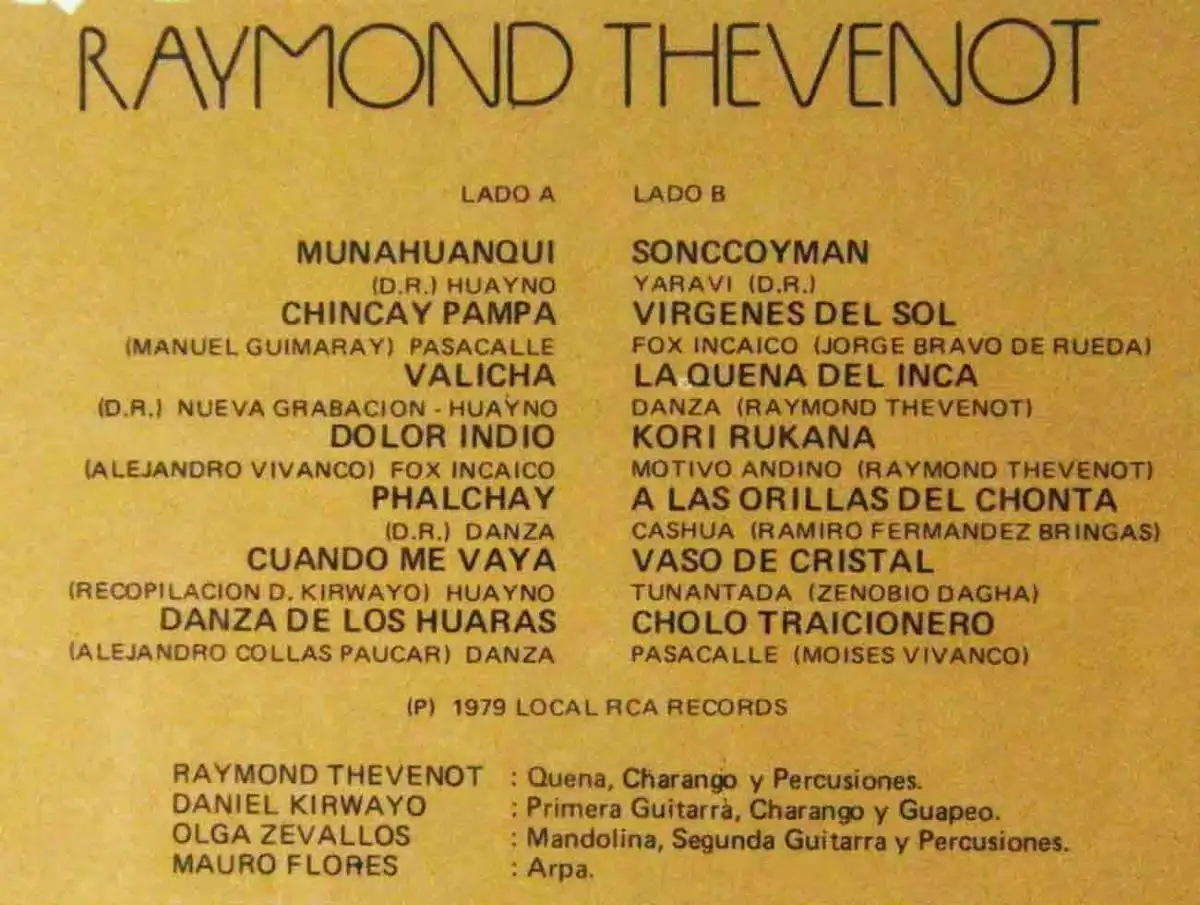 RAYMOND THEVENOT
LADO A
MUNAHUANQUI
(D.R.) HUAYNO
CHINCAY PAMPA
(MANUEL GUIMARAY) PASACALLE
VALICHA
(D.R.) NUEVA GRABACION - HUAYNO
DOLOR INDIO
(ALEJANDRO VIVANCO) FOX INCAICO
PHALCHAY
(D.R.) DANZA
CUANDO ME VAYA
(RECOPILACION D. KIRWAYO) HUAYNO
DANZA DE LOS HUARAS
(ALEJANDRO COLLAS PAUCAR) DANZA
LADO B
SONCCOYMAN
YARAVI (D.R.)
VIRGENES DEL SOL
FOX INCAICO (JORGE BRAVO DE RUEDA)
LA QUENA DEL INCA
DANZA (RAYMOND THEVENOT)
KORI RUKANA
MOTIVO ANDINO (RAYMOND THEVENOT)
A LAS ORILLAS DEL CHONTA
CASHUA (RAMIRO FERMANDEZ BRINGAS)
VASO DE CRISTAL
TUNANTADA (ZENOBIO DAGHA)
CHOLO TRAICIONERO
PASACALLE (MOISES VIVANCO)
(P) 1979 LOCAL RCA RECORDS
RAYMOND THEVENOT : Quena, Charango y Percusiones.
DANIEL KIRWAYO : Primera Guitarra, Charango y Guapeo.
OLGA ZEVALLOS : Mandolina, Segunda Guitarra y Percusiones.
MAURO FLORES : Arpa.